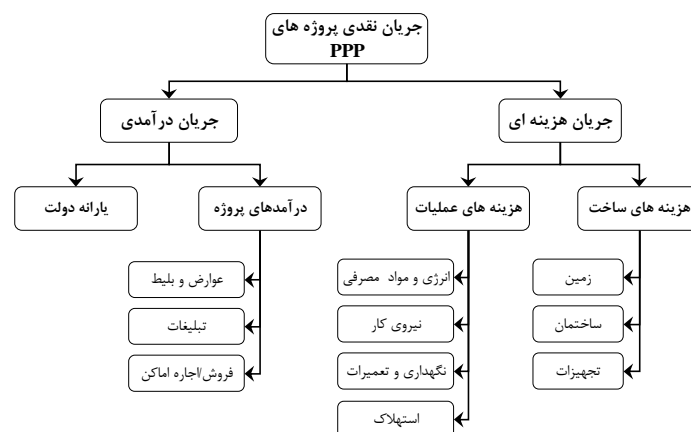 جریان نقدی پروژه های
PPP
جریان هزینه ای
جریان درآمدی
هزینه های ساخت
هزینه های عملیات
درآمدهای پروژه
یارانه دولت
زمین
ساختمان
تجهیزات
انرژی و مواد مصرفی
نیروی کار
نگهداری و تعمیرات
استهلاک
عوارض و بلیط
تبلیغات
فروش/اجاره اماکن